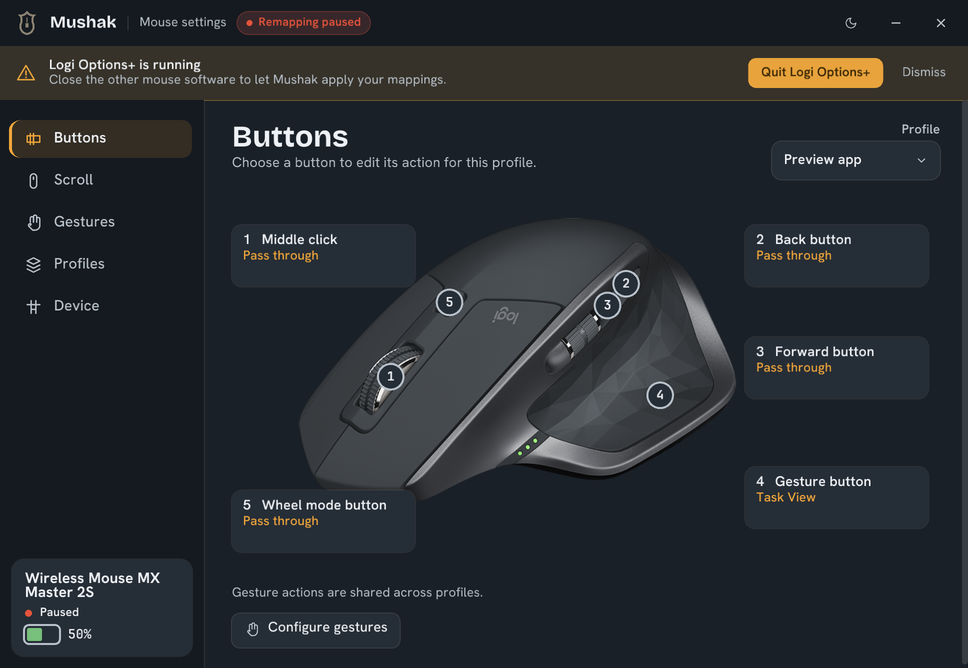 Mushak
Mouse settings
Remapping paused
Logi Options+ is running
Close the other mouse software to let Mushak apply your mappings.
Quit Logi Options+
Dismiss
Buttons
Scroll
Gestures
Profiles
Device
Wireless Mouse MX
Master 2S
Paused
50%
Buttons
Choose a button to edit its action for this profile.
Profile
Preview app
1 Middle click
Pass through
2 Back button
Pass through
3 Forward button
Pass through
4 Gesture button
Task View
5 Wheel mode button
Pass through
logi
5
2
3
1
4
Gesture actions are shared across profiles.
Configure gestures